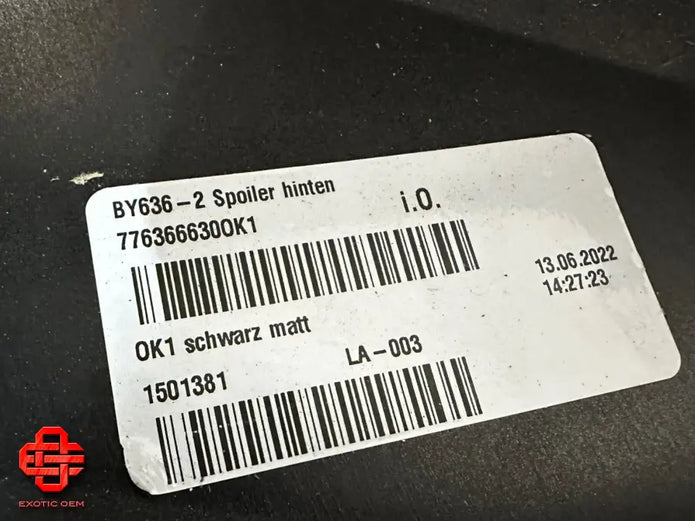 BY636-2 Spoiler hinten
776366630OK1
i.O.
13.06.2022
14:27:23
OK1 schwarz matt
LA-003
1501381
EXOTIC OEM